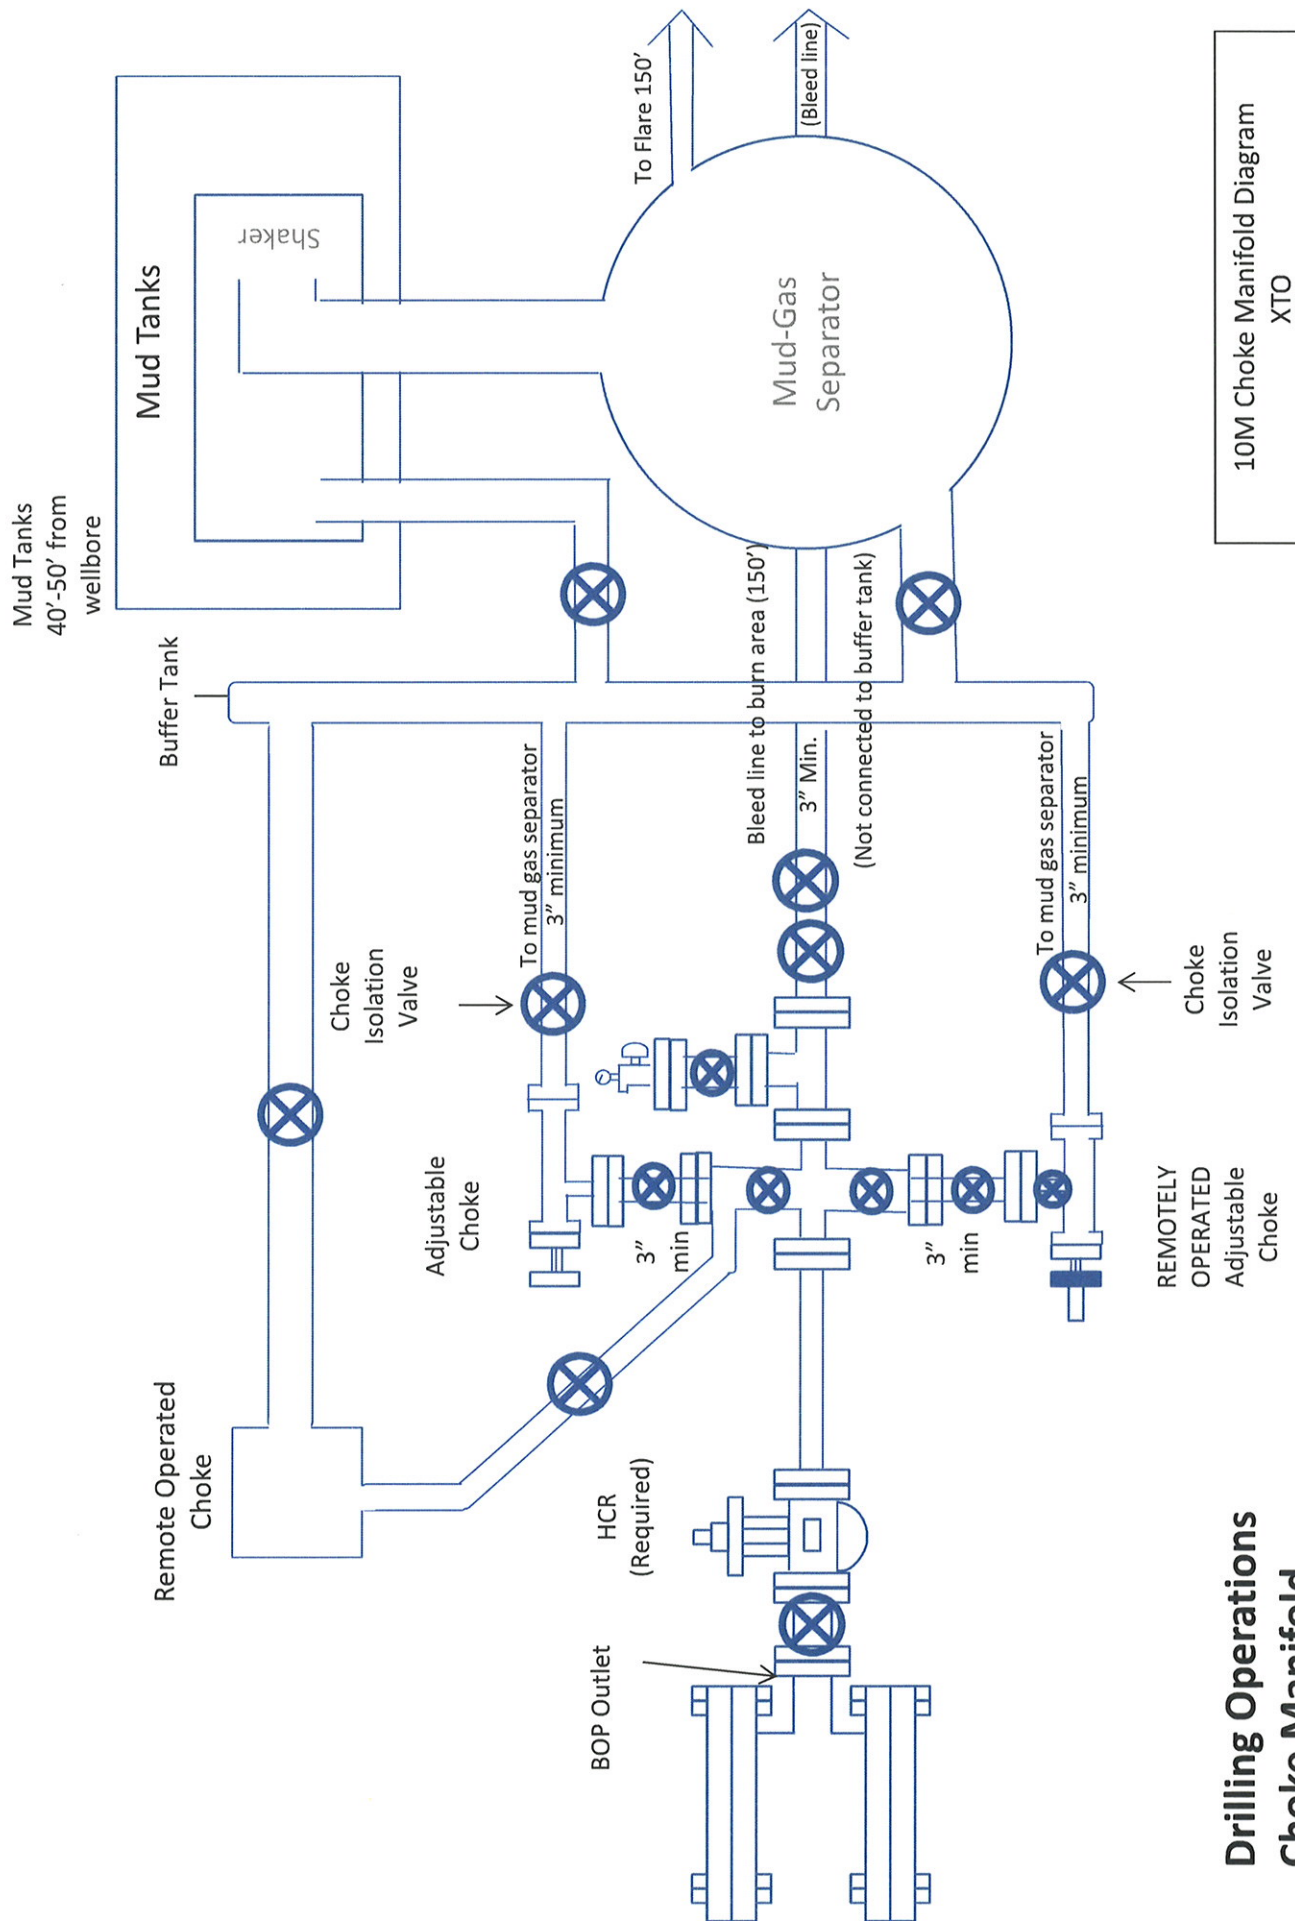 Mud Tanks
40'-50' from
wellbore
Mud Tanks
Shaker
To Flare 150'
(Bleed line)
Mud-Gas
Separator
Buffer Tank
To mud gas separator
3" minimum
Bleed line to burn area (150')
3" Min.
(Not connected to buffer tank)
To mud gas separator
3" minimum
Choke
Isolation
Valve
Choke
Isolation
Valve
Adjustable
Choke
3"
min
3"
min
REMOTELY
OPERATED
Adjustable
Choke
Remote Operated
Choke
HCR
(Required)
BOP Outlet
10M Choke Manifold Diagram
XTO
Drilling Operations
Choke Manifold